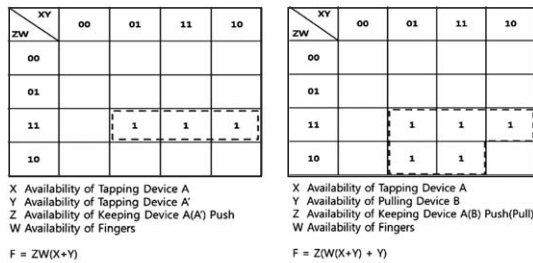 XY
ZW
00 01 11 10
00
01
11 1 1 1
10
X Availability of Tapping Device A
Y Availability of Tapping Device A'
Z Availability of Keeping Device A(A') Push
W Availability of Fingers
F = ZW(X+Y)
XY
ZW
00 01 11 10
00
01
11 1 1 1
10 1 1
X Availability of Tapping Device A
Y Availability of Pulling Device B
Z Availability of Keeping Device A(B) Push(Pull)
W Availability of Fingers
F = Z(W(X+Y) + Y)